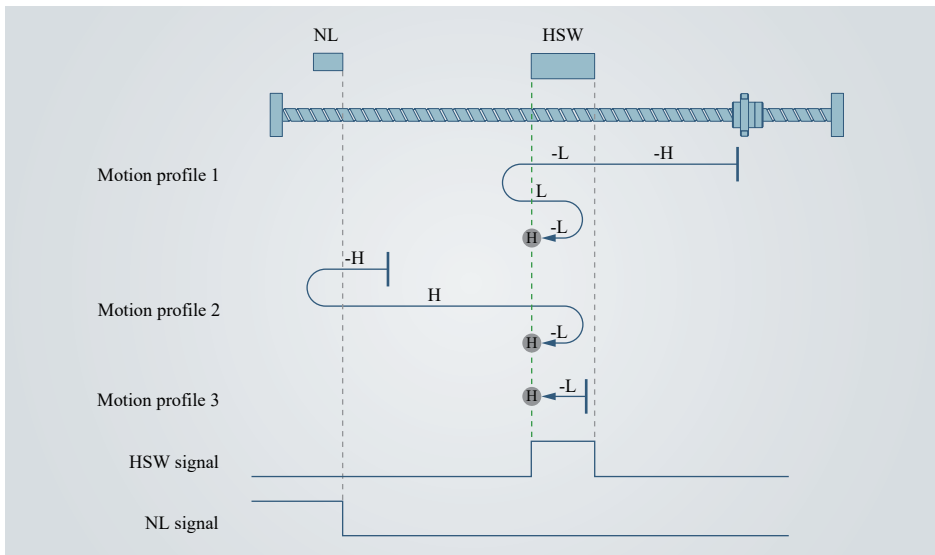 NL HSW
-L -H
Motion profile 1
L
-L
H
-H
H
Motion profile 2
-L
H
-L
H
Motion profile 3
HSW signal
NL signal